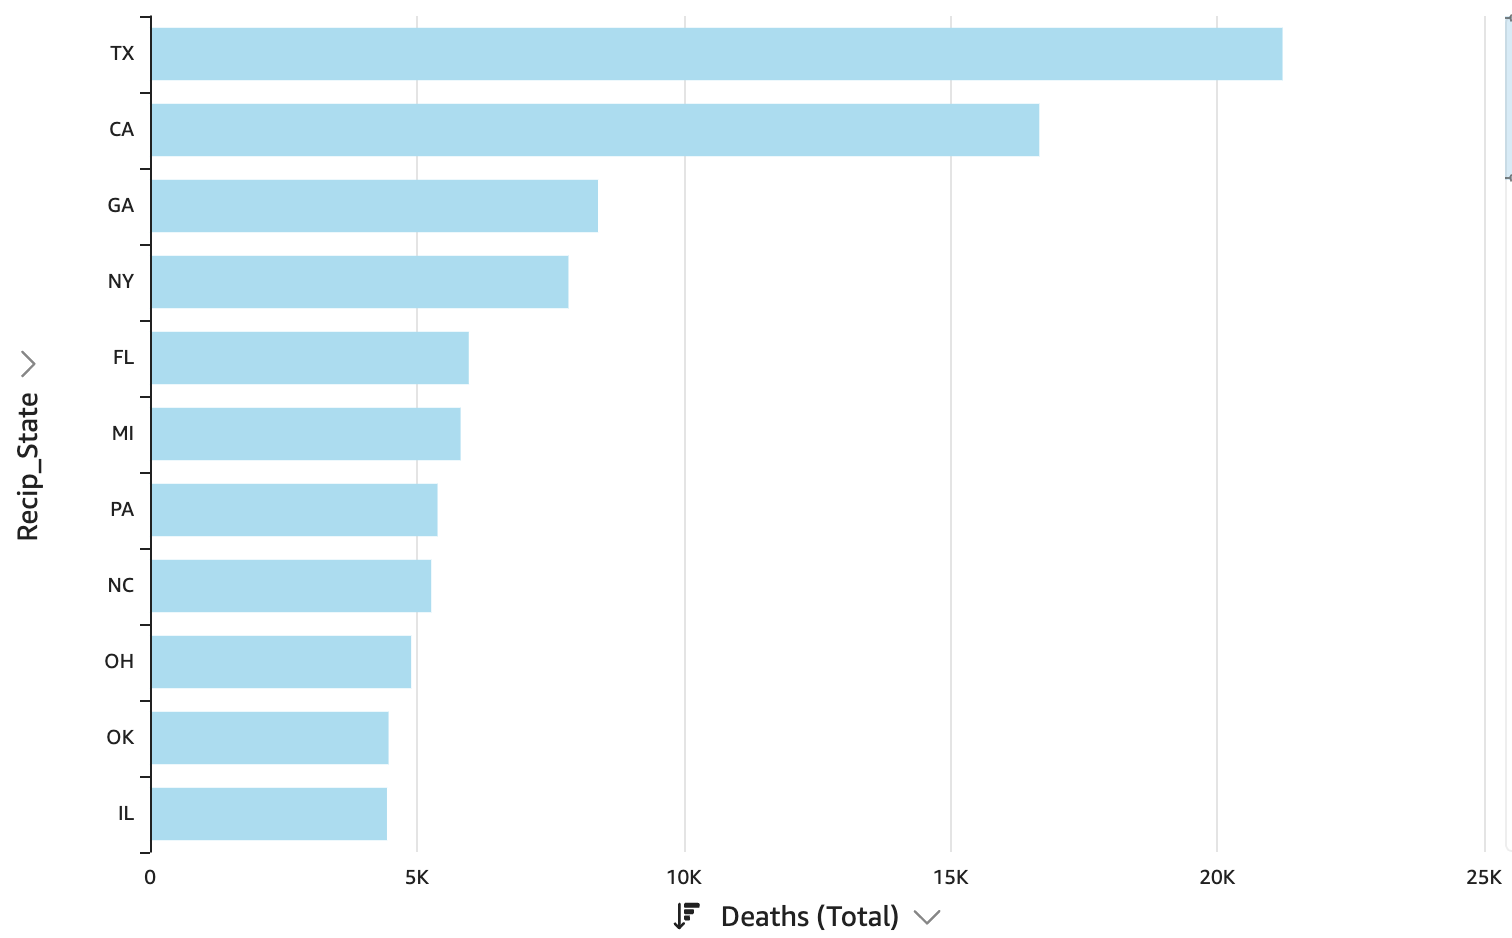 TX
CA
GA
NY
FL
MI
PA
NC
OH
OK
IL
Recip_State
0 5K 10K 15K 20K 25K
Deaths (Total)